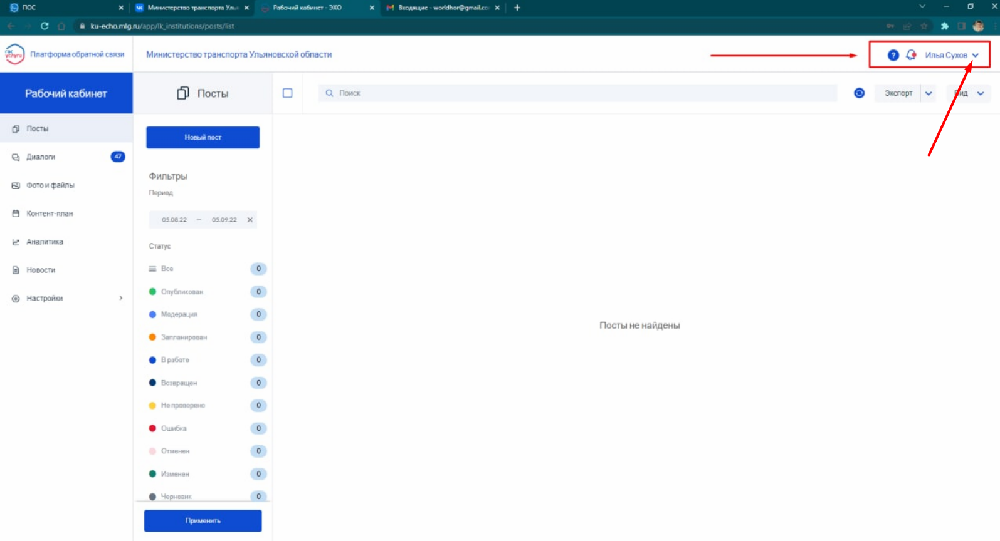 ПОС
Министерство транспорта Улья
Рабочий кабинет - ЭХО
Входящие - worldhor@gmail.co
ku-echo.mlg.ru/app/lk_institutions/posts/list
гос услуги
Платформа обратной связи
Министерство транспорта Ульяновской области
? Илья Сухов
Рабочий кабинет
Посты
Поиск
Экспорт
Вид
Посты
Диалоги 47
Фото и файлы
Контент-план
Аналитика
Новости
Настройки
Новый пост
Фильтры
Период
05.08.22 – 05.09.22
Статус
Все 0
Опубликован 0
Модерация 0
Запланирован 0
В работе 0
Возвращен 0
Не проверено 0
Ошибка 0
Отменен 0
Изменен 0
Черновик 0
Применить
Посты не найдены